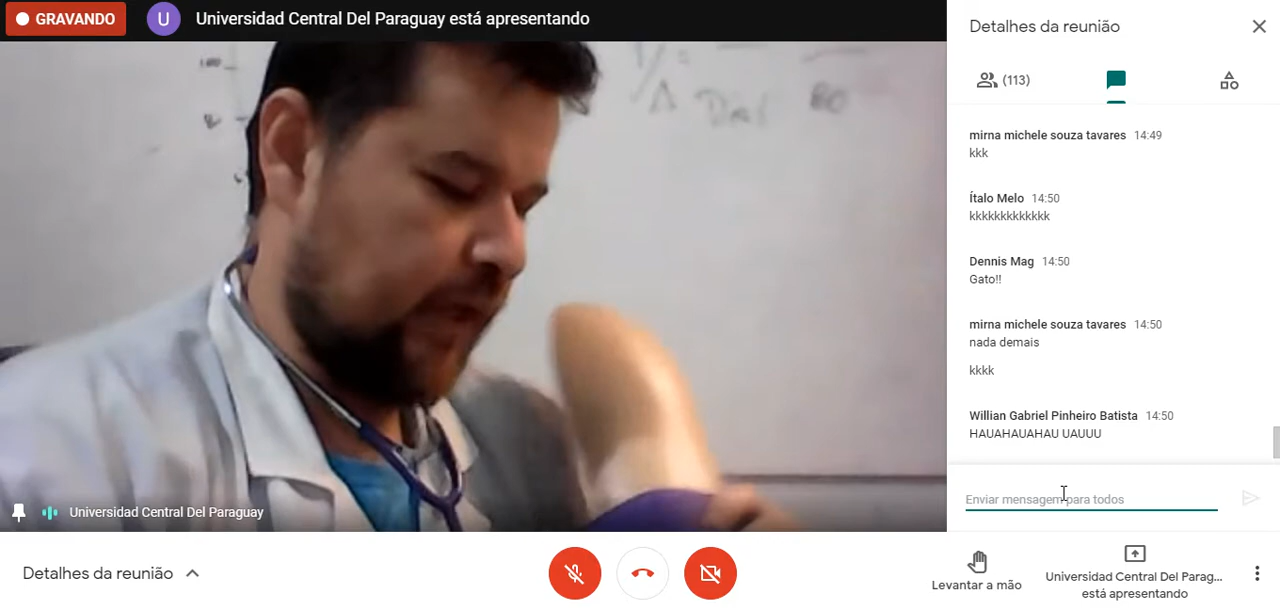 GRAVANDO
U
Universidad Central Del Paraguay está apresentando
Detalhes da reunião
(113)
mirna michele souza tavares 14:49
kkk
Ítalo Melo 14:50
kkkkkkkkkkkkk
Dennis Mag 14:50
Gato!!
mirna michele souza tavares 14:50
nada demais
kkkk
Willian Gabriel Pinheiro Batista 14:50
HAUAHAUAHAU UAUUU
Enviar mensagem para todos
Universidad Central Del Paraguay
Detalhes da reunião
Levantar a mão
Universidad Central Del Parag...
está apresentando